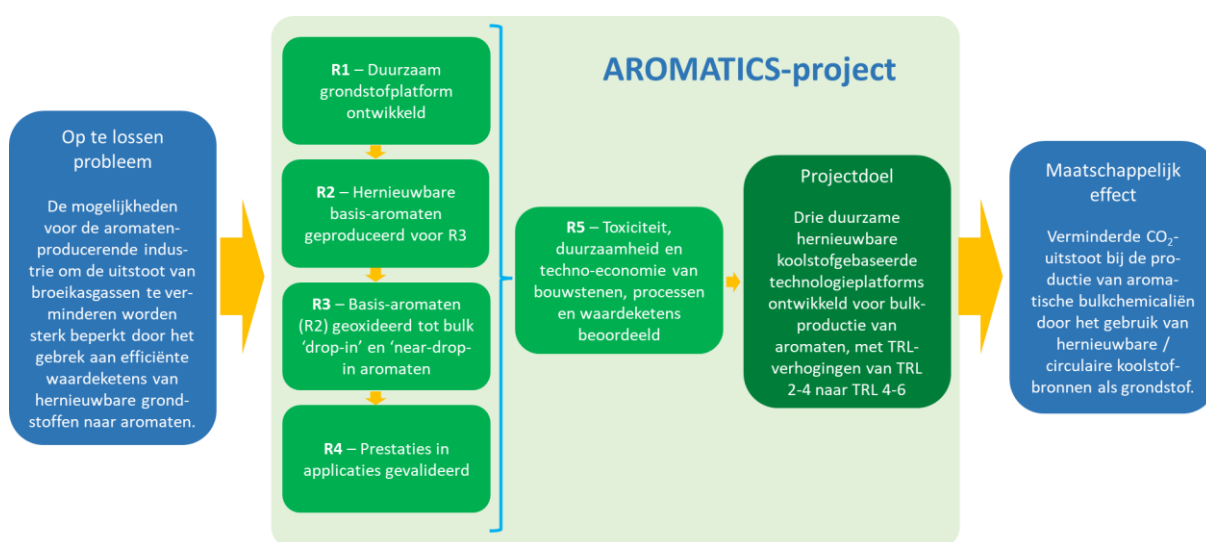 AROMATICS-project
Op te lossen
probleem
De mogelijkheden
voor de aromaten-
producerende indus-
trie om de uitstoot van
broeikasgassen te ver-
minderen worden
sterk beperkt door het
gebrek aan efficiënte
waardeketens van
hernieuwbare grond-
stoffen naar aromaten.
R1 – Duurzaam
grondstofplatform
ontwikkeld
R2 – Hernieuwbare
basis-aromaten
geproduceerd voor R3
R3 – Basis-aromaten
(R2) geoxideerd tot bulk
‘drop-in’ en ‘near-drop-
in aromaten
R4 – Prestaties in
applicaties gevalideerd
R5 – Toxiciteit,
duurzaamheid en
techno-economie van
bouwstenen, processen
en waardeketens
beoordeeld
Projectdoel
Drie duurzame
hernieuwbare
koolstofgebaseerde
technologieplatforms
ontwikkeld voor bulk-
productie van
aromaten, met TRL-
verhogingen van TRL
2-4 naar TRL 4-6
Maatschappelijk
effect
Verminderde CO₂-
uitstoot bij de pro-
ductie van aroma-
tische bulkchemicaliën
door het gebruik van
hernieuwbare /
circulaire koolstof-
bronnen als grondstof.